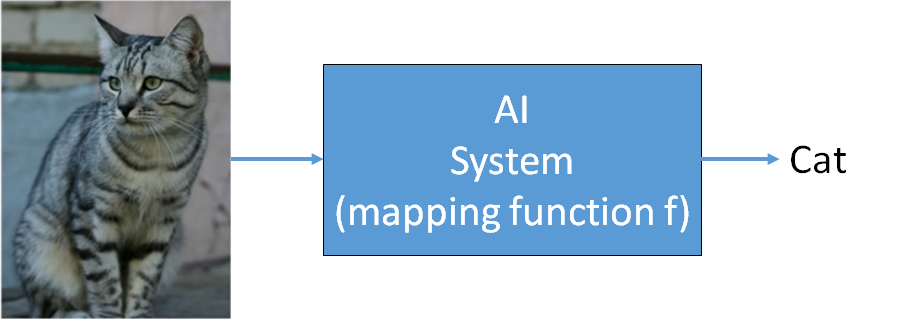 AI
System
(mapping function f)
Cat